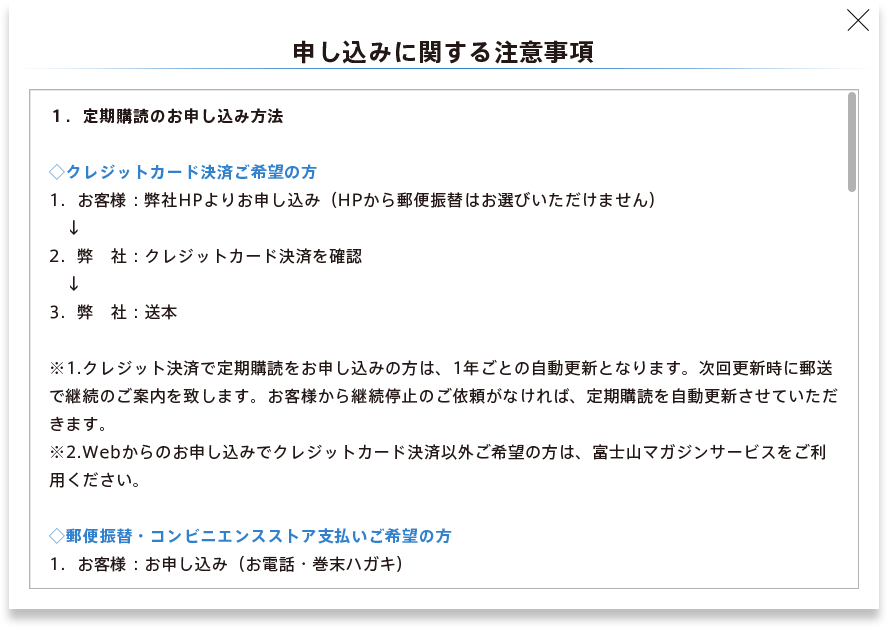 申し込みに関する注意事項
1．定期購読のお申し込み方法
◇クレジットカード決済ご希望の方
1．お客様：弊社HPよりお申し込み（HPから郵便振替はお選びいただけません）
↓
2．弊　社：クレジットカード決済を確認
↓
3．弊　社：送本
※1.クレジット決済で定期購読をお申し込みの方は、1年ごとの自動更新となります。次回更新時に郵送
で継続のご案内を致します。お客様から継続停止のご依頼がなければ、定期購読を自動更新させていただ
きます。
※2.Webからのお申し込みでクレジットカード決済以外ご希望の方は、富士山マガジンサービスをご利
用ください。
◇郵便振替・コンビニエンスストア支払いご希望の方
1．お客様：お申し込み（お電話・巻末ハガキ）